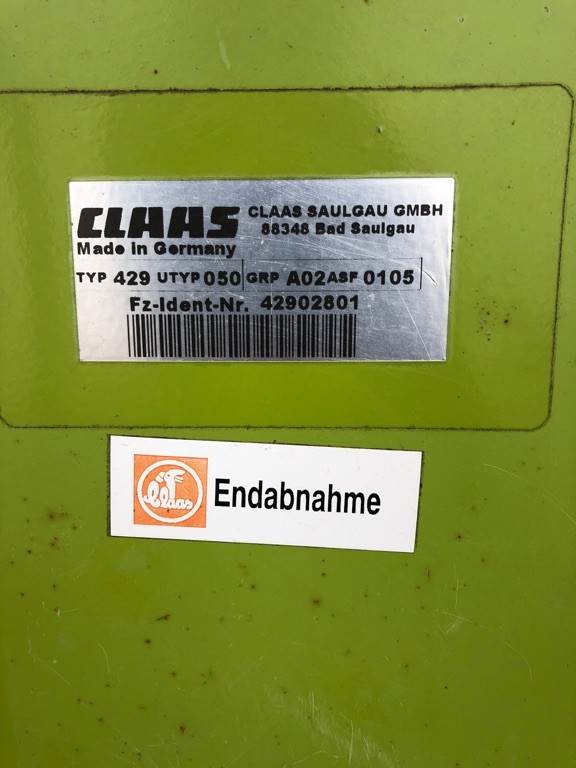 CLAAS CLAAS SAULGAU GMBH
Made in Germany 88348 Bad Saulgau
TYP 429 UTYP 050 GRP A02 ASF 0105
Fz-Ident-Nr. 42902801
Claas Endabnahme